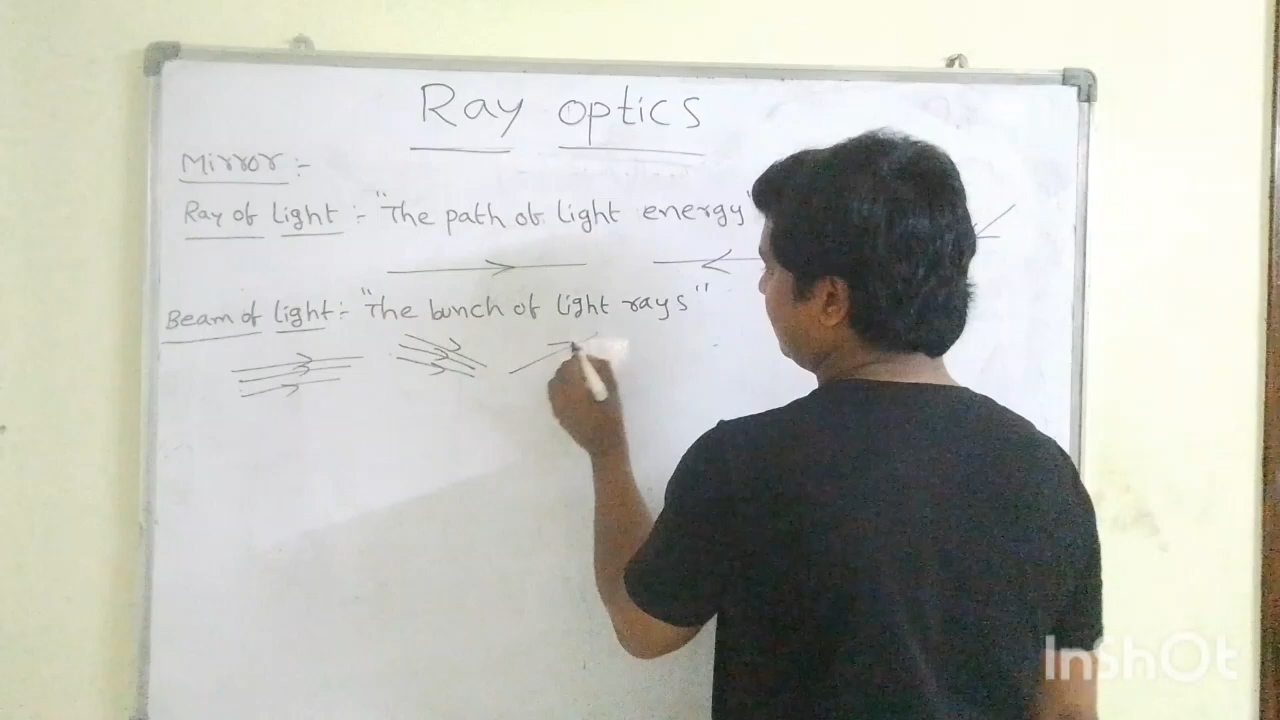 Ray optics
Mirror :-
Ray of Light :- "The path of light energy"
Beam of light :- "The bunch of light rays"
InShOt